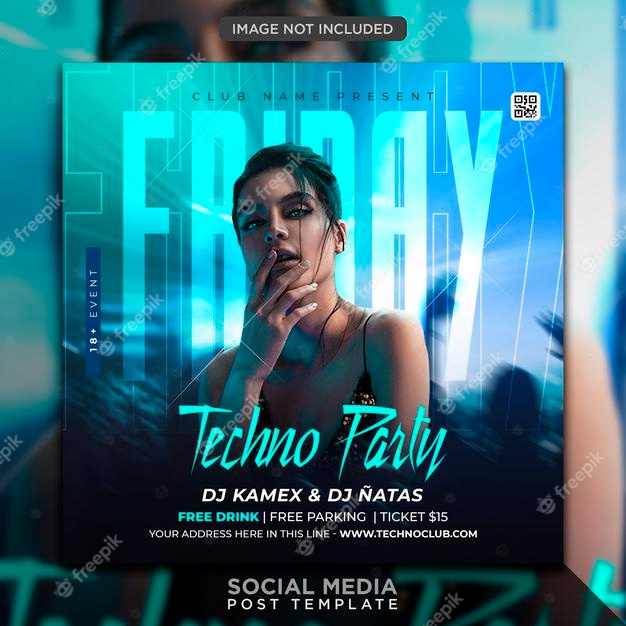 IMAGE NOT INCLUDED
CLUB NAME PRESENT
FRIDAY
18+ EVENT
Techno Party
DJ KAMEX & DJ ÑATAS
FREE DRINK | FREE PARKING | TICKET $15
YOUR ADDRESS HERE IN THIS LINE - WWW.TECHNOCLUB.COM
SOCIAL MEDIA
POST TEMPLATE
freepik